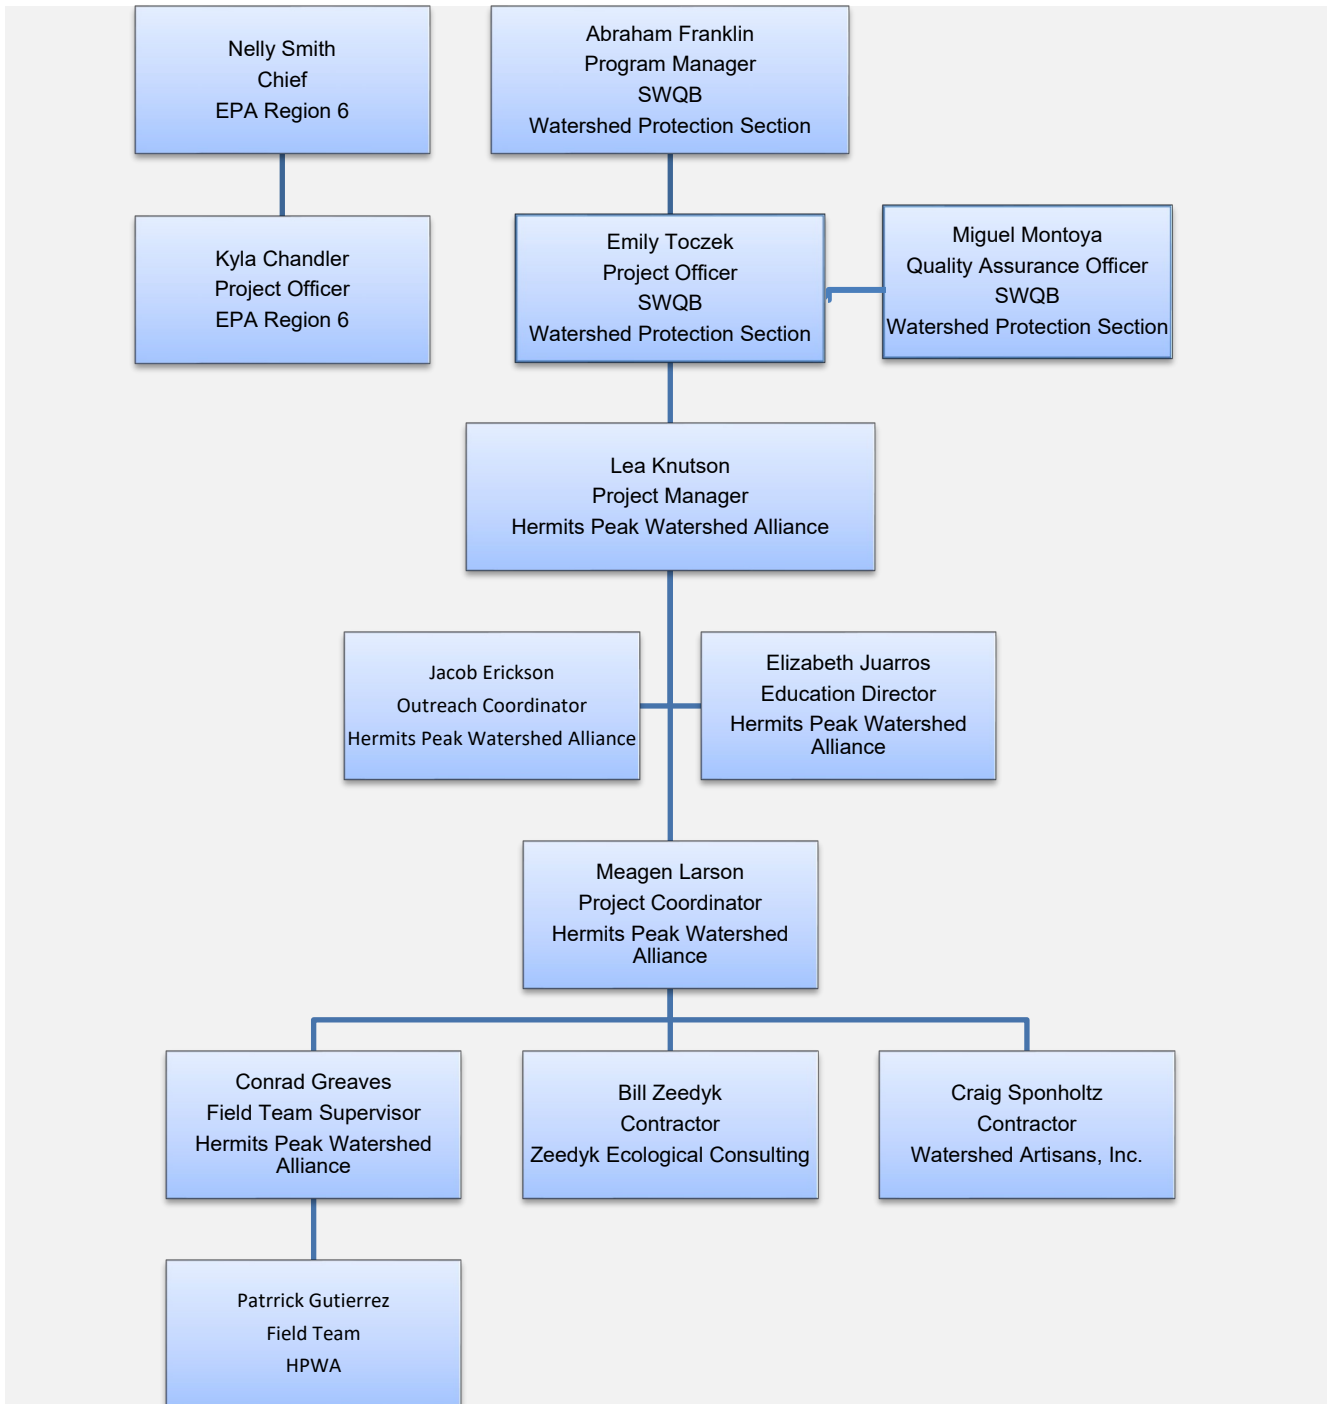 Nelly Smith
Chief
EPA Region 6
Abraham Franklin
Program Manager
SWQB
Watershed Protection Section
Kyla Chandler
Project Officer
EPA Region 6
Emily Toczek
Project Officer
SWQB
Watershed Protection Section
Miguel Montoya
Quality Assurance Officer
SWQB
Watershed Protection Section
Lea Knutson
Project Manager
Hermits Peak Watershed Alliance
Jacob Erickson
Outreach Coordinator
Hermits Peak Watershed Alliance
Elizabeth Juarros
Education Director
Hermits Peak Watershed
Alliance
Meagen Larson
Project Coordinator
Hermits Peak Watershed
Alliance
Conrad Greaves
Field Team Supervisor
Hermits Peak Watershed
Alliance
Bill Zeedyk
Contractor
Zeedyk Ecological Consulting
Craig Sponholtz
Contractor
Watershed Artisans, Inc.
Patrrick Gutierrez
Field Team
HPWA